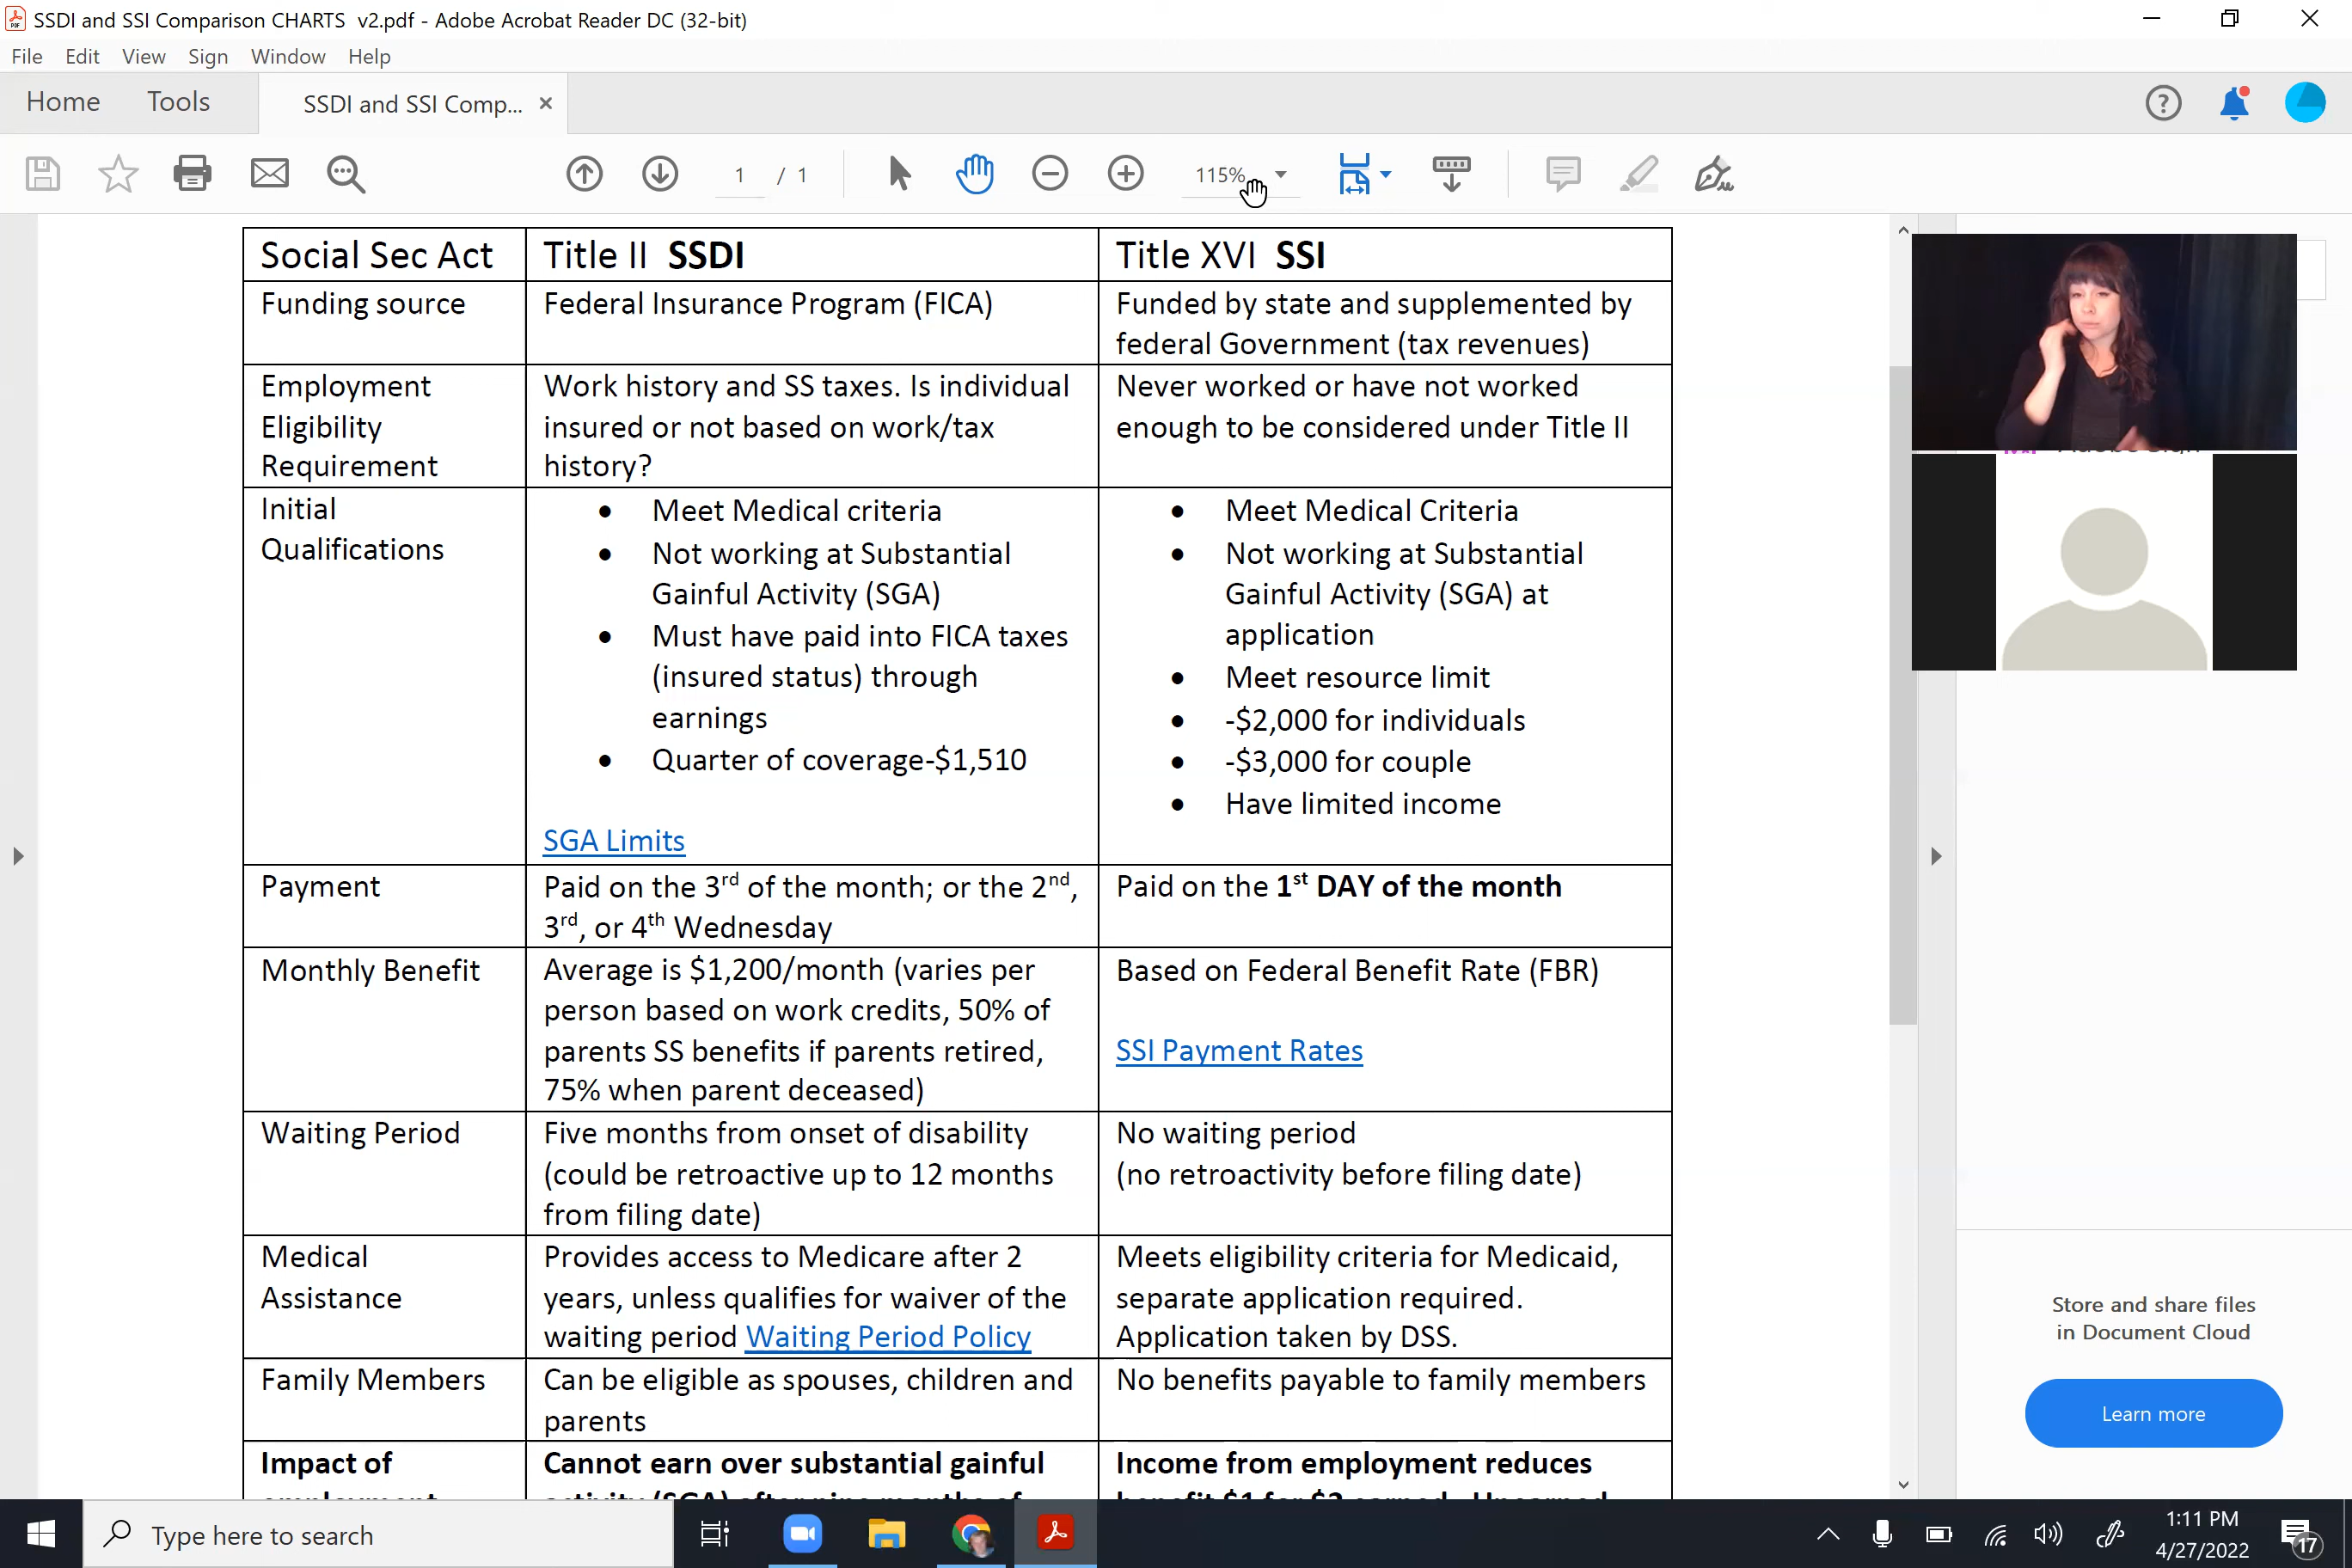 SSDI and SSI Comparison CHARTS v2.pdf - Adobe Acrobat Reader DC (32-bit)
File Edit View Sign Window Help
Home Tools SSDI and SSI Comp... ×
1 / 1 115%
Social Sec Act Title II SSDI Title XVI SSI
Funding source Federal Insurance Program (FICA) Funded by state and supplemented by
federal Government (tax revenues)
Employment Work history and SS taxes. Is individual Never worked or have not worked
Eligibility insured or not based on work/tax enough to be considered under Title II
Requirement history?
Initial • Meet Medical criteria • Meet Medical Criteria
Qualifications • Not working at Substantial • Not working at Substantial
Gainful Activity (SGA) Gainful Activity (SGA) at
• Must have paid into FICA taxes application
(insured status) through • Meet resource limit
earnings • -$2,000 for individuals
• Quarter of coverage-$1,510 • -$3,000 for couple
• Have limited income
SGA Limits
Payment Paid on the 3rd of the month; or the 2nd, Paid on the 1st DAY of the month
3rd, or 4th Wednesday
Monthly Benefit Average is $1,200/month (varies per Based on Federal Benefit Rate (FBR)
person based on work credits, 50% of
parents SS benefits if parents retired, SSI Payment Rates
75% when parent deceased)
Waiting Period Five months from onset of disability No waiting period
(could be retroactive up to 12 months (no retroactivity before filing date)
from filing date)
Medical Provides access to Medicare after 2 Meets eligibility criteria for Medicaid,
Assistance years, unless qualifies for waiver of the separate application required.
waiting period Waiting Period Policy Application taken by DSS.
Family Members Can be eligible as spouses, children and No benefits payable to family members
parents
Impact of Cannot earn over substantial gainful Income from employment reduces
Store and share files
in Document Cloud
Learn more
Type here to search
1:11 PM
4/27/2022
17